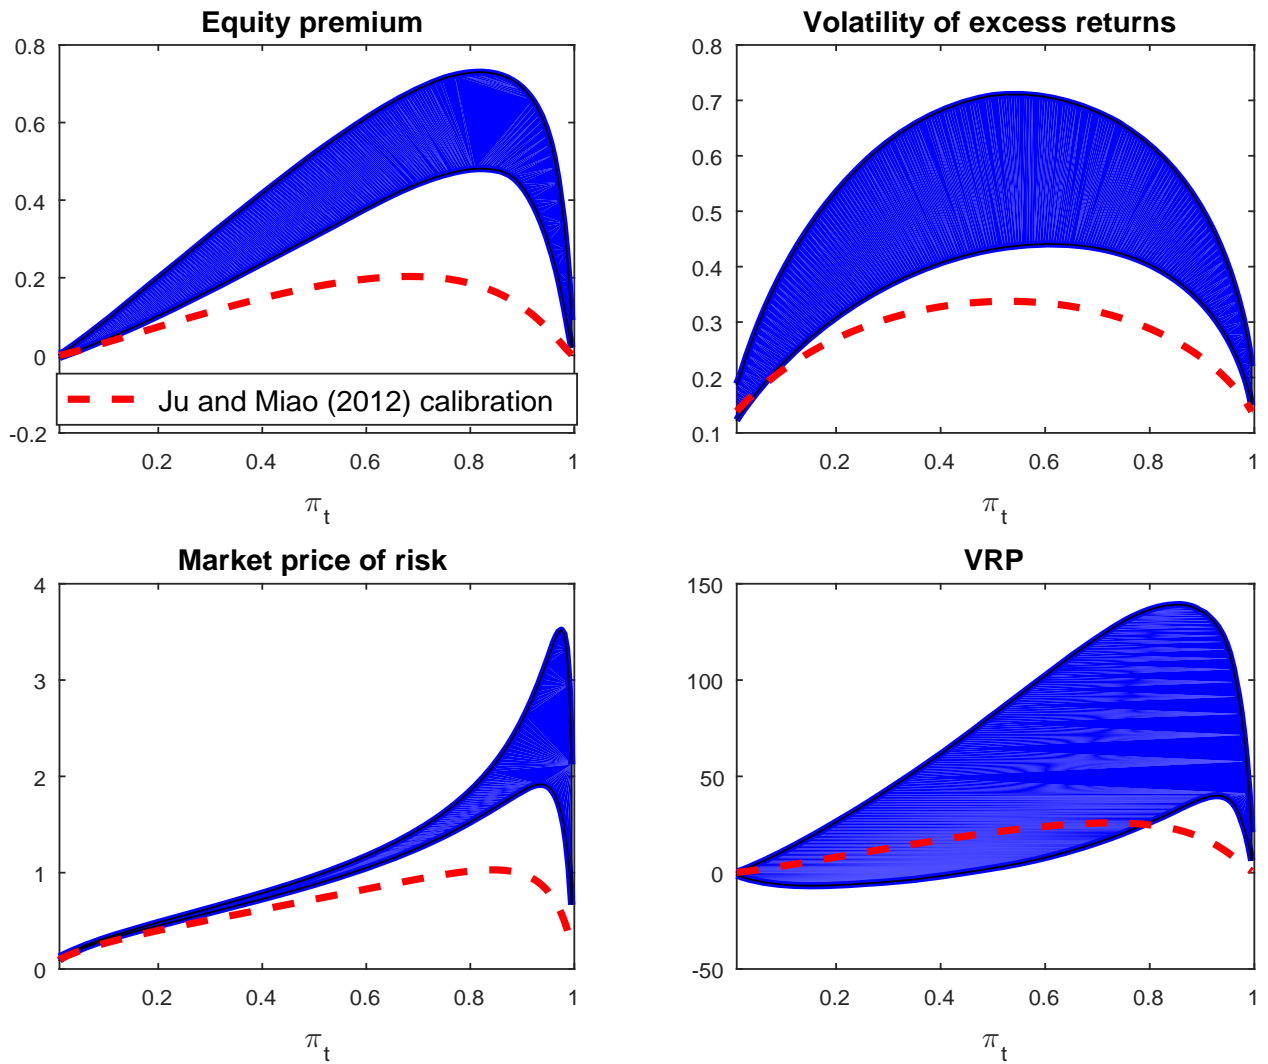 Equity premium
0.8
0.6
0.4
0.2
0
-0.2
Ju and Miao (2012) calibration
0.2 0.4 0.6 0.8 1
π_t
Volatility of excess returns
0.8
0.7
0.6
0.5
0.4
0.3
0.2
0.1
0.2 0.4 0.6 0.8 1
π_t
Market price of risk
4
3
2
1
0
0.2 0.4 0.6 0.8 1
π_t
VRP
150
100
50
0
-50
0.2 0.4 0.6 0.8 1
π_t